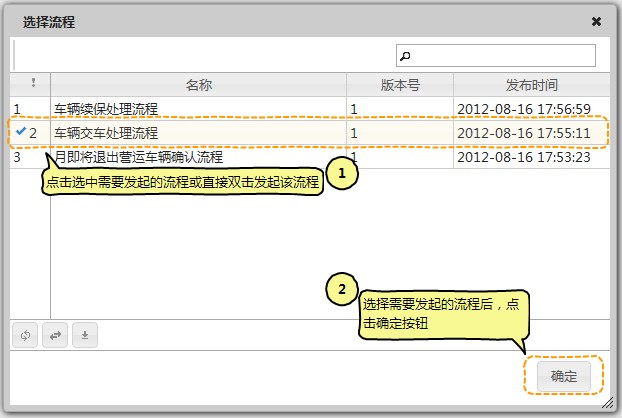 选择流程
! 名称 版本号 发布时间
1 车辆续保处理流程 1 2012-08-16 17:56:59
2 车辆交车处理流程 1 2012-08-16 17:55:11
3 月即将退出营运车辆确认流程 1 2012-08-16 17:53:23
点击选中需要发起的流程或直接双击发起该流程
1
2
选择需要发起的流程后，点
击确定按钮
确定